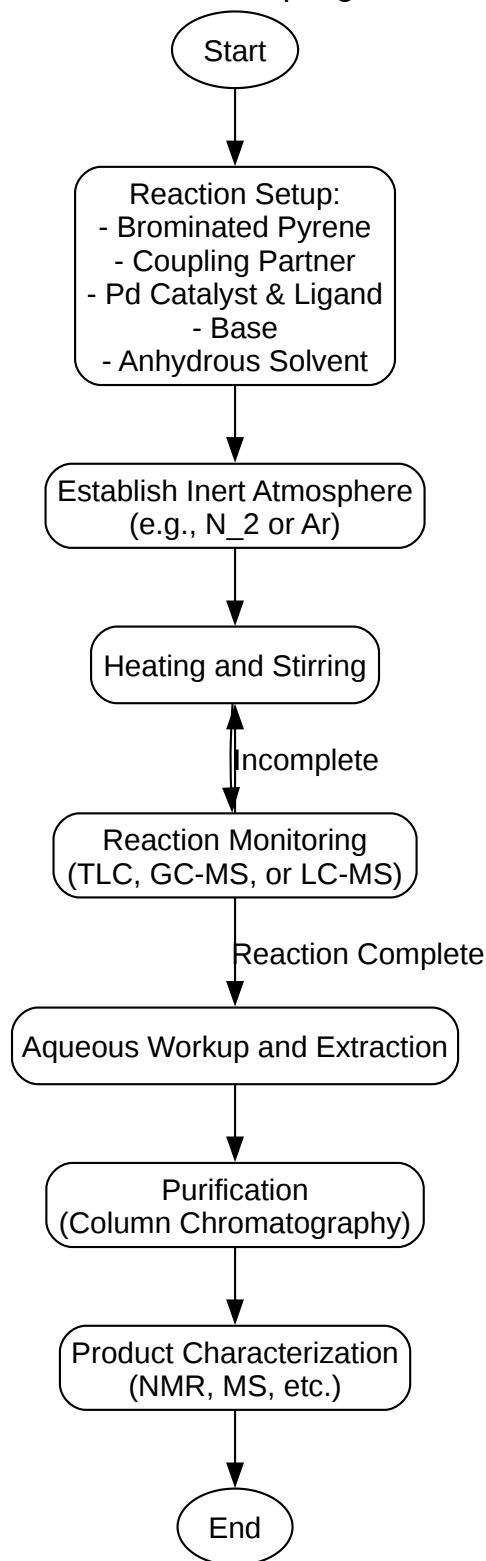 Start
Reaction Setup:
- Brominated Pyrene
- Coupling Partner
- Pd Catalyst & Ligand
- Base
- Anhydrous Solvent
Establish Inert Atmosphere
(e.g., N_2 or Ar)
Heating and Stirring
Incomplete
Reaction Monitoring
(TLC, GC-MS, or LC-MS)
Reaction Complete
Aqueous Workup and Extraction
Purification
(Column Chromatography)
Product Characterization
(NMR, MS, etc.)
End